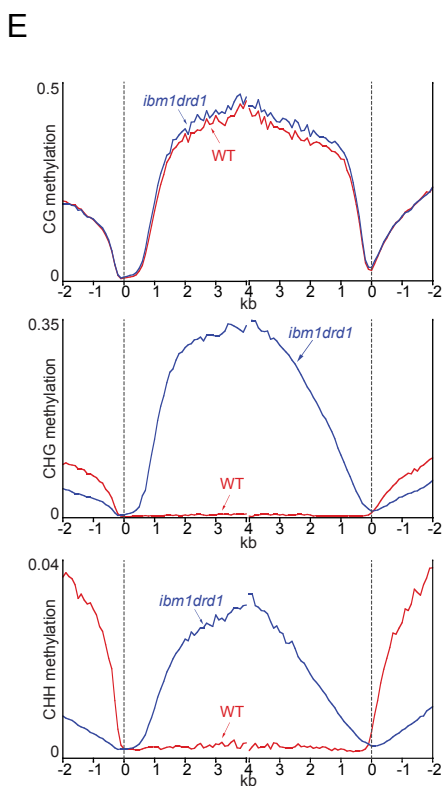 E
0.5
ibm1drd1
WT
CG methylation
0
-2 -1 0 1 2 3 4 3 2 1 0 -1 -2
kb
0.35
ibm1drd1
CHG methylation
WT
0
-2 -1 0 1 2 3 4 3 2 1 0 -1 -2
kb
0.04
ibm1drd1
CHH methylation
WT
0
-2 -1 0 1 2 3 4 3 2 1 0 -1 -2
kb